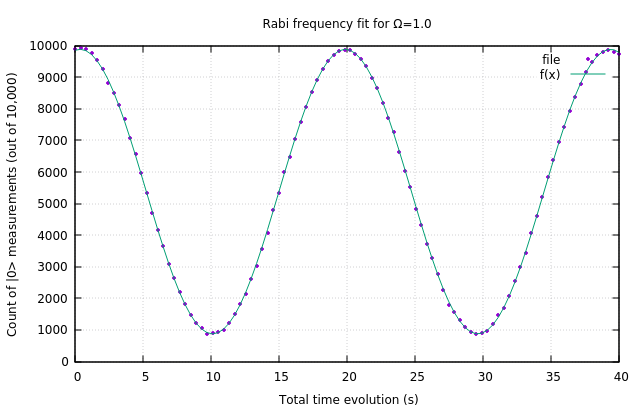 Rabi frequency fit for Ω=1.0
Count of |0> measurements (out of 10,000)
10000
9000
8000
7000
6000
5000
4000
3000
2000
1000
0
file
f(x)
0 5 10 15 20 25 30 35 40
Total time evolution (s)